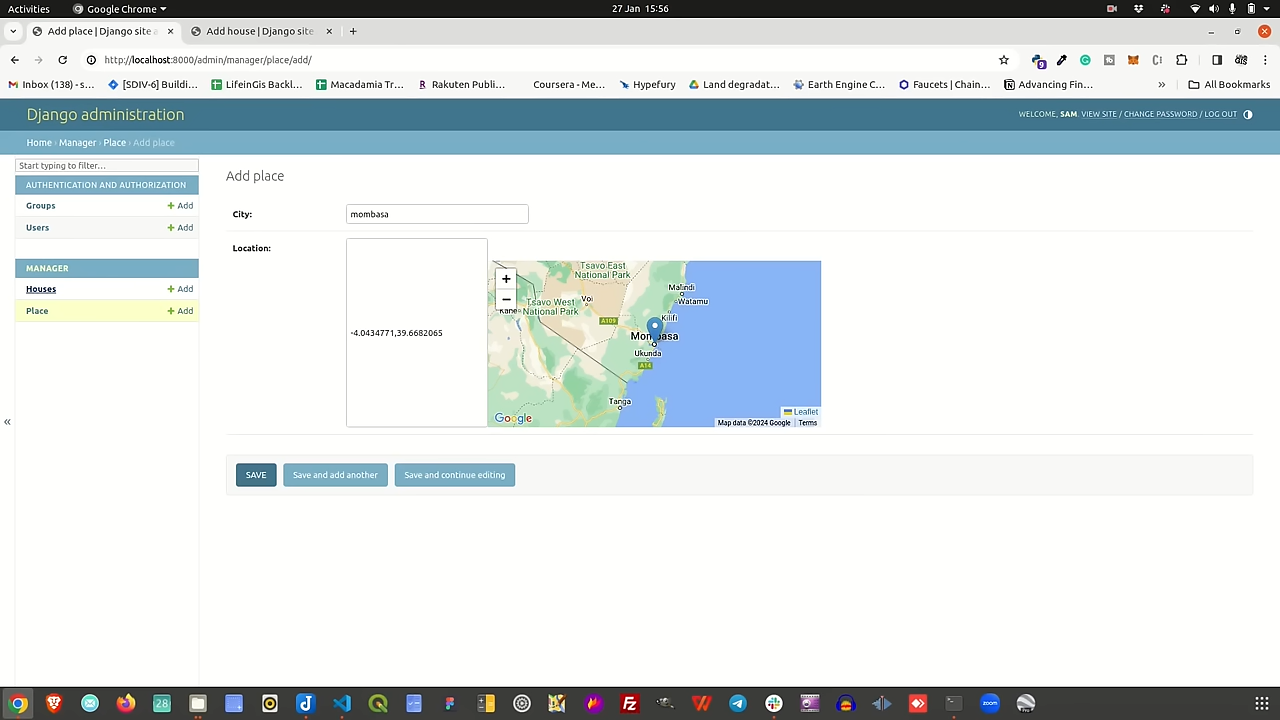 Activities
Google Chrome
27 Jan 15:56
Add place | Django site a
Add house | Django site
http://localhost:8000/admin/manager/place/add/
9
Inbox (138) - s...
[SDIV-6] Buildi...
LifeinGis Backl...
Macadamia Tr...
Rakuten Publi...
Coursera - Me...
Hypefury
Land degradat...
Earth Engine C...
Faucets | Chain...
Advancing Fin...
»
All Bookmarks
Django administration
WELCOME, SAM. VIEW SITE / CHANGE PASSWORD / LOG OUT
Home › Manager › Place › Add place
Start typing to filter...
AUTHENTICATION AND AUTHORIZATION
Groups + Add
Users + Add
MANAGER
Houses + Add
Place + Add
«
Add place
City: mombasa
Location:
-4.0434771,39.6682065
+
−
Tsavo East
National Park
Malindi
Watamu
Voi
Tsavo West
National Park
Kilifi
A109
Mombasa
Ukunda
A14
Tanga
Google
Leaflet
Map data ©2024 Google
Terms
SAVE
Save and add another
Save and continue editing
28
zoom
Pro